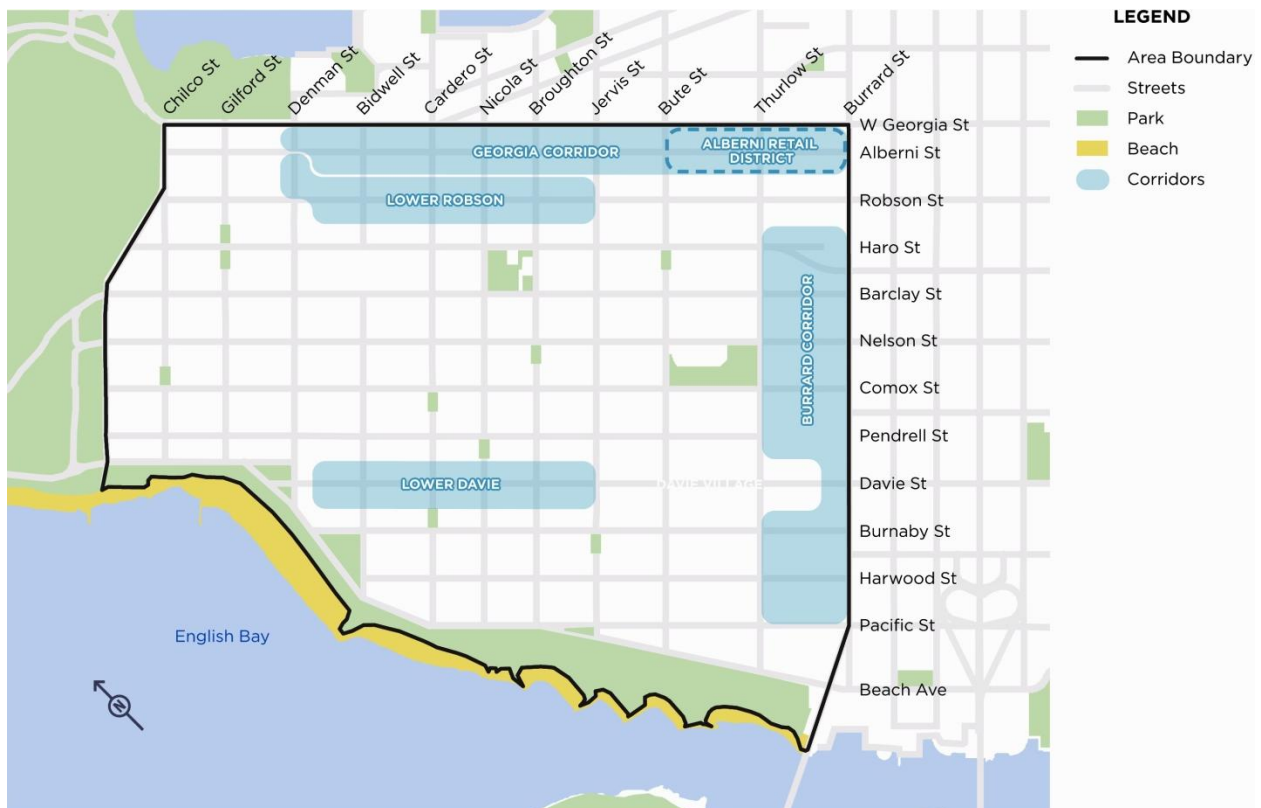 LEGEND
Area Boundary
Streets
Park
Beach
Corridors
Chilco St
Gilford St
Denman St
Bidwell St
Cardero St
Nicola St
Broughton St
Jervis St
Bute St
Thurlow St
Burrard St
W Georgia St
Alberni St
Robson St
Haro St
Barclay St
Nelson St
Comox St
Pendrell St
Davie St
Burnaby St
Harwood St
Pacific St
Beach Ave
GEORGIA CORRIDOR
ALBERNI RETAIL
DISTRICT
LOWER ROBSON
BURRARD CORRIDOR
LOWER DAVIE
DAVIE VILLAGE
English Bay
N